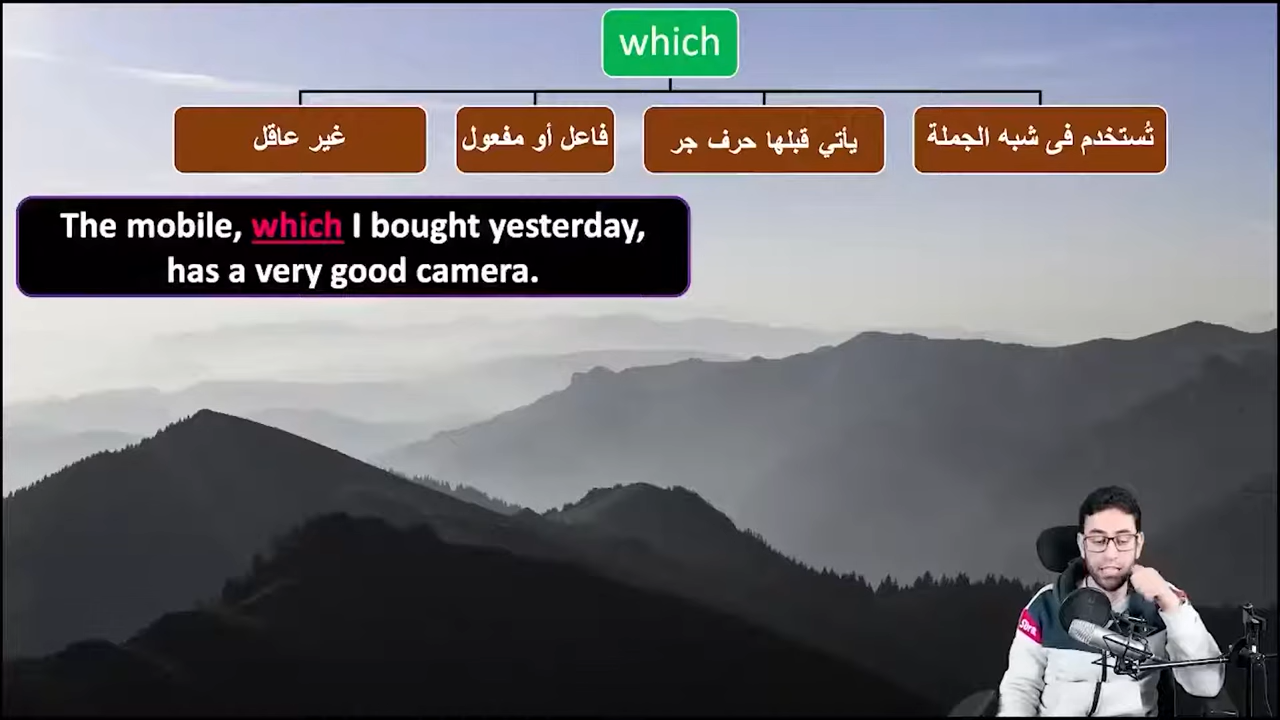 which
غير عاقل
فاعل أو مفعول
يأتي قبلها حرف جر
تُستخدم فى شبه الجملة
The mobile, which I bought yesterday,
has a very good camera.